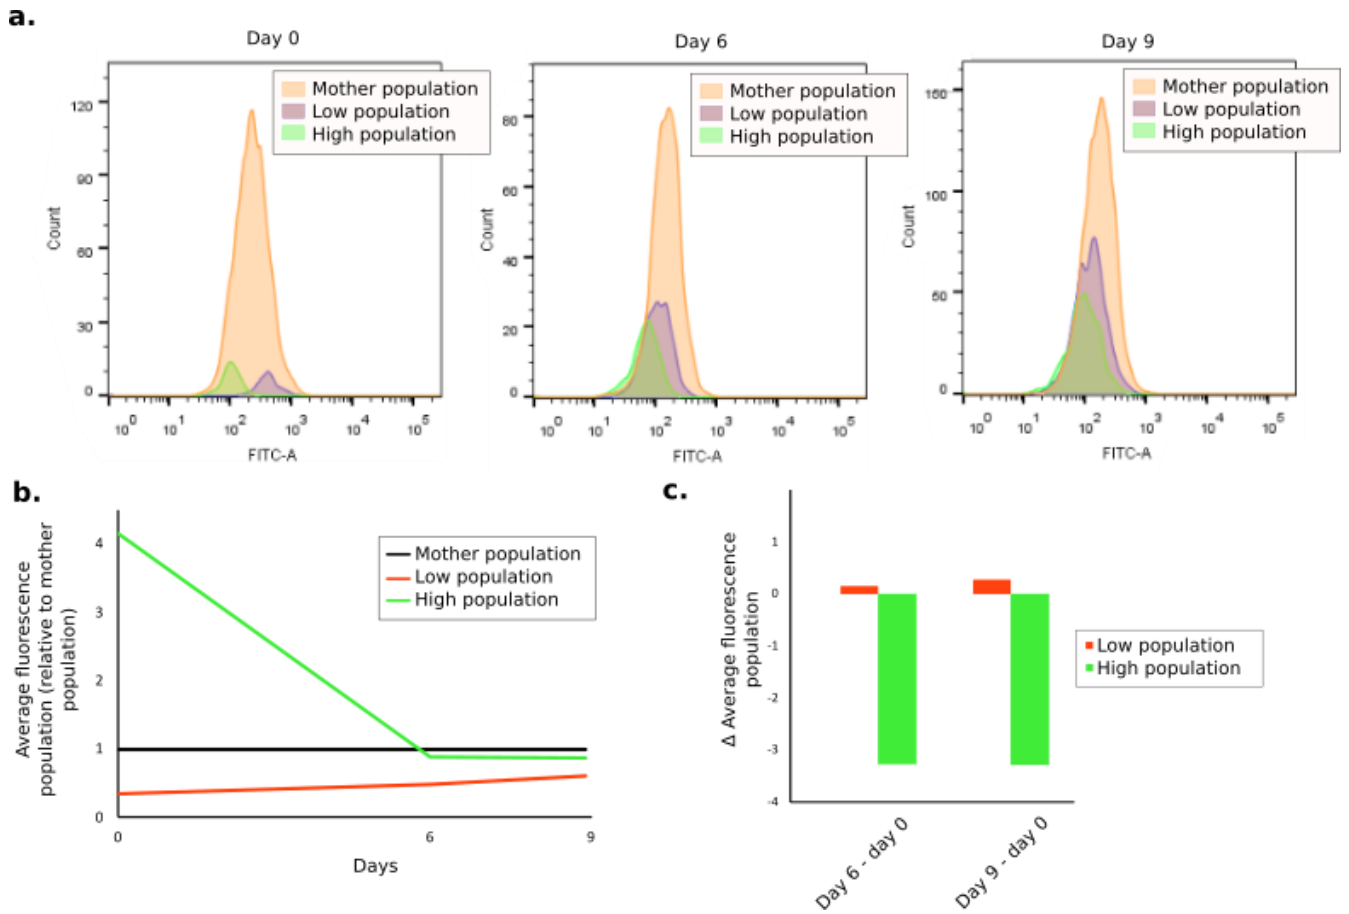 a.
Day 0
Mother population
Low population
High population
120
90
60
30
0
Count
10^0 10^1 10^2 10^3 10^4 10^5
FITC-A
Day 6
Mother population
Low population
High population
80
60
40
20
0
Count
10^0 10^1 10^2 10^3 10^4 10^5
FITC-A
Day 9
Mother population
Low population
High population
150
100
50
0
Count
10^0 10^1 10^2 10^3 10^4 10^5
FITC-A
b.
Average fluorescence
population (relative to mother
population)
4
3
2
1
0
Mother population
Low population
High population
0 6 9
Days
c.
Δ Average fluorescence
population
1
0
-1
-2
-3
-4
Low population
High population
Day 6 - day 0
Day 9 - day 0